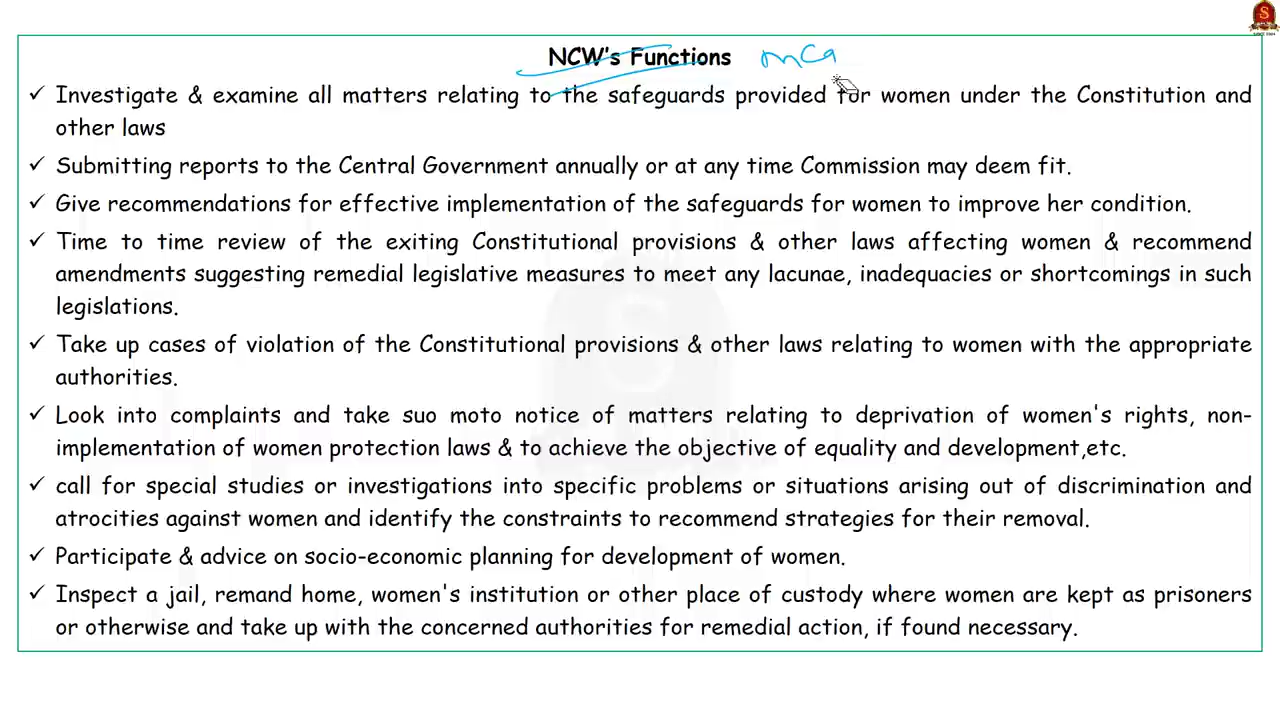 NCW's Functions mCq
✓ Investigate & examine all matters relating to the safeguards provided for women under the Constitution and
other laws
✓ Submitting reports to the Central Government annually or at any time Commission may deem fit.
✓ Give recommendations for effective implementation of the safeguards for women to improve her condition.
✓ Time to time review of the exiting Constitutional provisions & other laws affecting women & recommend
amendments suggesting remedial legislative measures to meet any lacunae, inadequacies or shortcomings in such
legislations.
✓ Take up cases of violation of the Constitutional provisions & other laws relating to women with the appropriate
authorities.
✓ Look into complaints and take suo moto notice of matters relating to deprivation of women's rights, non-
implementation of women protection laws & to achieve the objective of equality and development,etc.
✓ call for special studies or investigations into specific problems or situations arising out of discrimination and
atrocities against women and identify the constraints to recommend strategies for their removal.
✓ Participate & advice on socio-economic planning for development of women.
✓ Inspect a jail, remand home, women's institution or other place of custody where women are kept as prisoners
or otherwise and take up with the concerned authorities for remedial action, if found necessary.